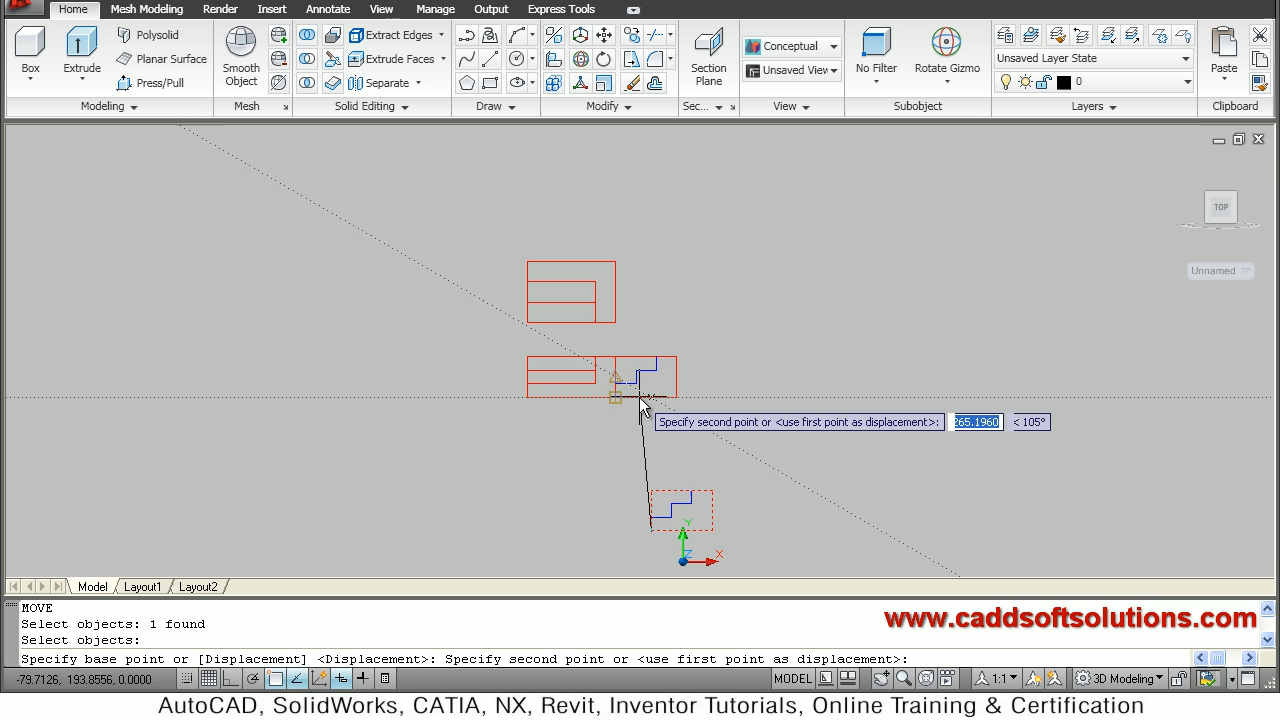 Home Mesh Modeling Render Insert Annotate View Manage Output Express Tools
Polysolid Extract Edges Conceptual Unsaved Layer State
Planar Surface Extrude Faces Unsaved View
Box Extrude Press/Pull Smooth Object Separate Section Plane No Filter Rotate Gizmo 0 Paste
Modeling Mesh Solid Editing Draw Modify Sec... View Subobject Layers Clipboard
TOP
Unnamed
Specify second point or <use first point as displacement>: 265.1960 < 105°
Y
Z X
Model Layout1 Layout2
MOVE
Select objects: 1 found
Select objects:
Specify base point or [Displacement] <Displacement>: Specify second point or <use first point as displacement>:
www.caddsoftsolutions.com
-79.7126, 193.8556, 0.0000 MODEL 1:1 3D Modeling
AutoCAD, SolidWorks, CATIA, NX, Revit, Inventor Tutorials, Online Training & Certification